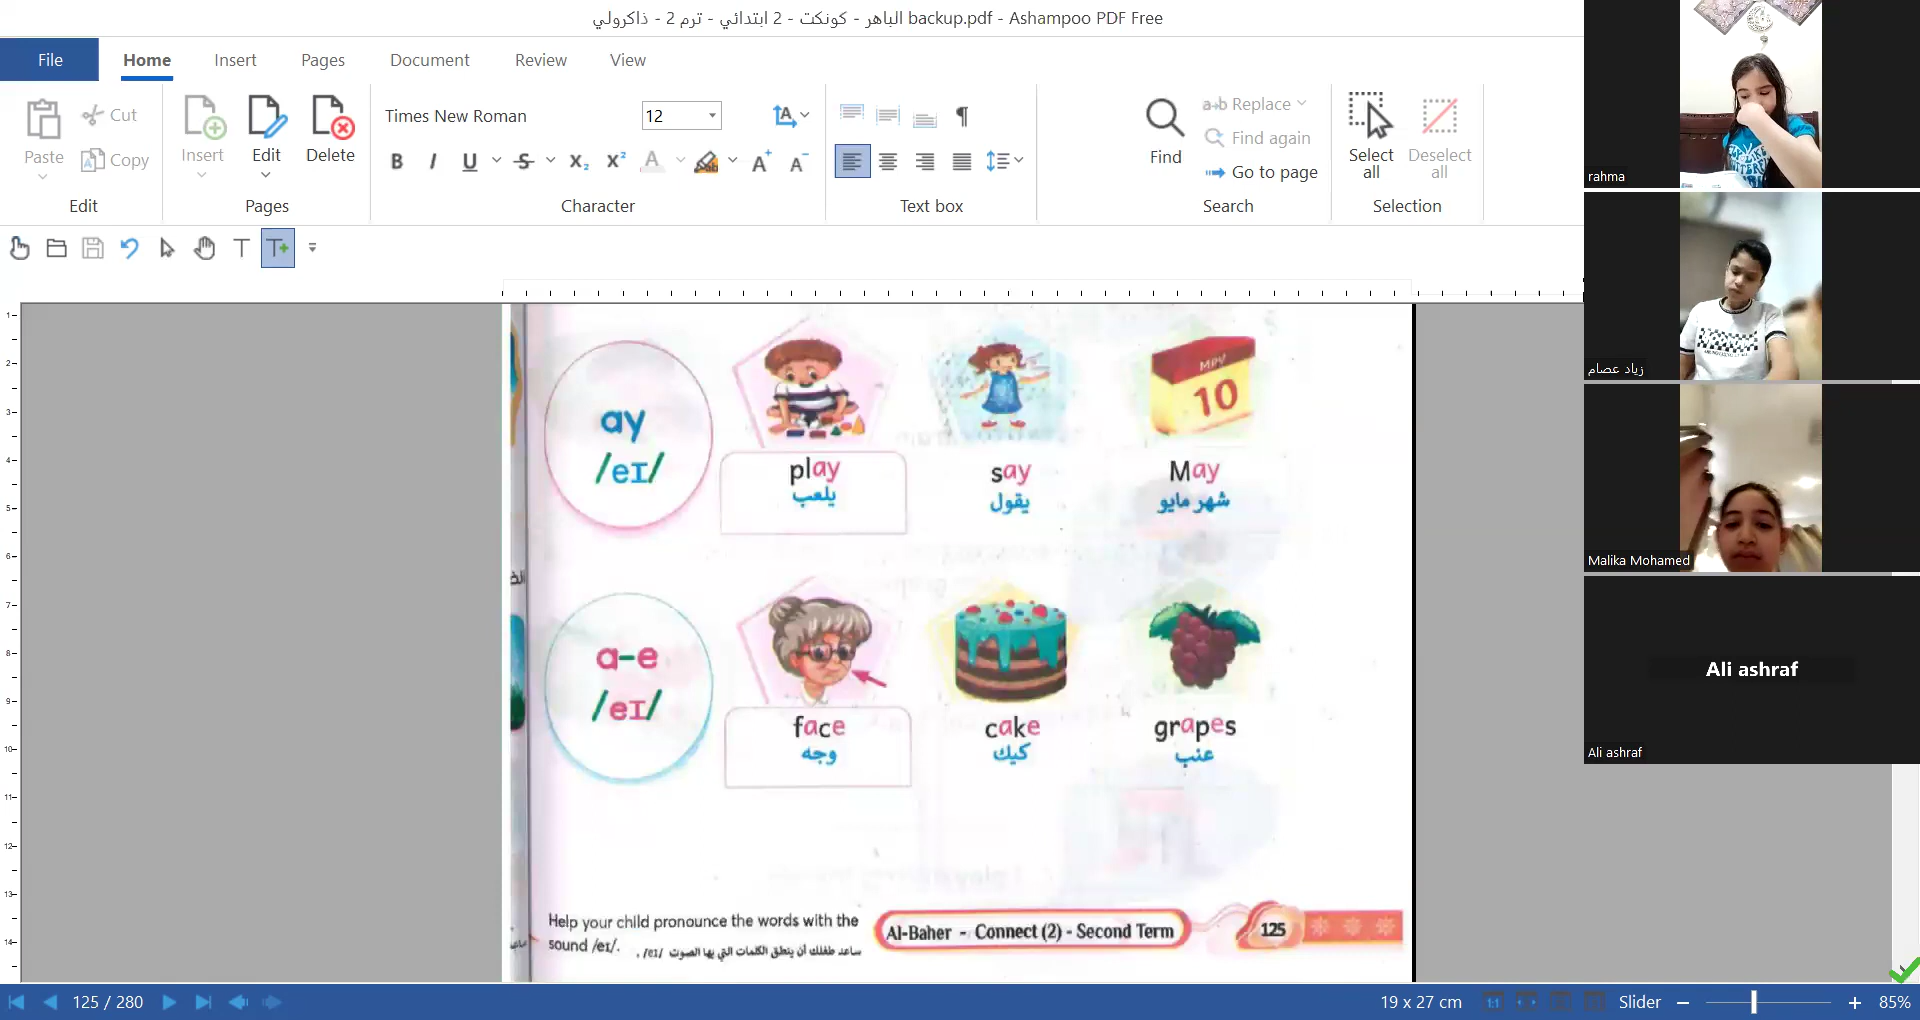 الباهر - كونكت - 2 ابتدائي - ترم 2 - ذاكرولي backup.pdf - Ashampoo PDF Free
File Home Insert Pages Document Review View
Paste Cut Copy
Edit
Insert Edit Delete
Pages
Times New Roman 12
B I U S X₂ X² A A+ A-
Character
Text box
Find
a-b Replace
Find again
Go to page
Search
Select all
Deselect all
Selection
ay
/eɪ/
MPV
10
play say May
يلعب يقول شهر مايو
a-e
/eɪ/
face cake grapes
وجه كيك عنب
Help your child pronounce the words with the
sound /eɪ/.
ساعد طفلك أن ينطق الكلمات التي بها الصوت /eɪ/ .
Al-Baher - Connect (2) - Second Term
125
rahma
زياد عصام
Malika Mohamed
Ali ashraf
Ali ashraf
125 / 280
19 x 27 cm 1:1 Slider 85%